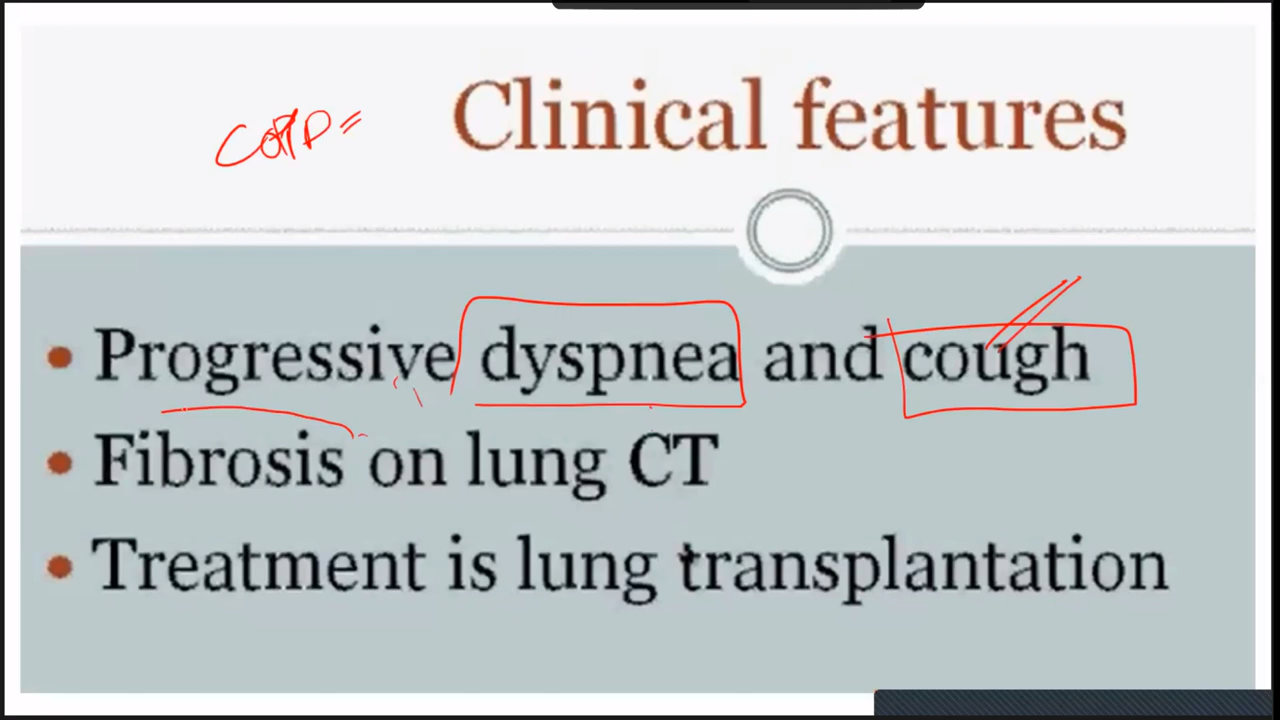 Clinical features
COPD =
• Progressive dyspnea and cough
• Fibrosis on lung CT
• Treatment is lung transplantation